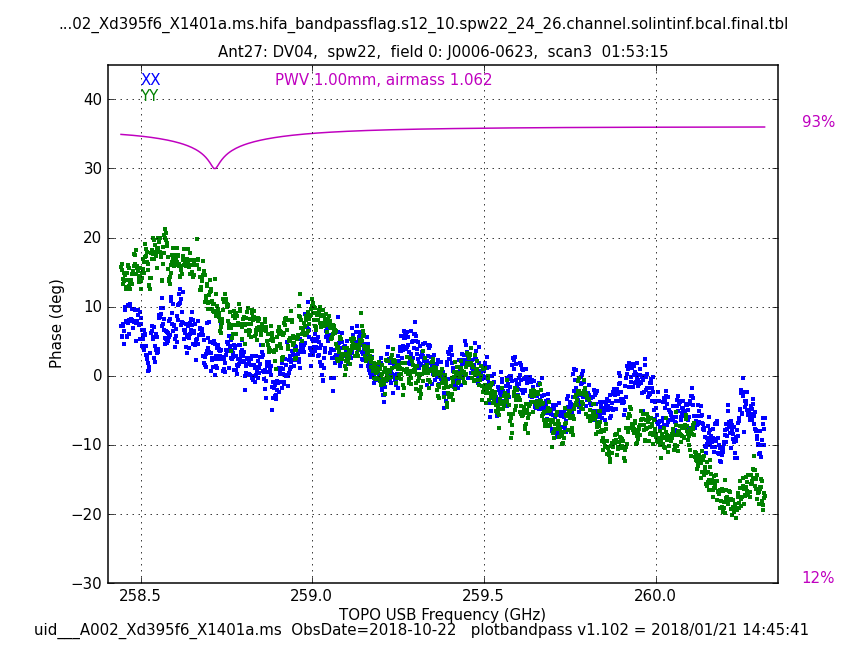 ...02_Xd395f6_X1401a.ms.hifa_bandpassflag.s12_10.spw22_24_26.channel.solintinf.bcal.final.tbl
Ant27: DV04,  spw22,  field 0: J0006-0623,  scan3  01:53:15
XX
PWV 1.00mm, airmass 1.062
YY
40
93%
30
20
10
0
−10
−20
−30
12%
Phase (deg)
258.5 259.0 259.5 260.0
TOPO USB Frequency (GHz)
uid___A002_Xd395f6_X1401a.ms  ObsDate=2018-10-22   plotbandpass v1.102 = 2018/01/21 14:45:41